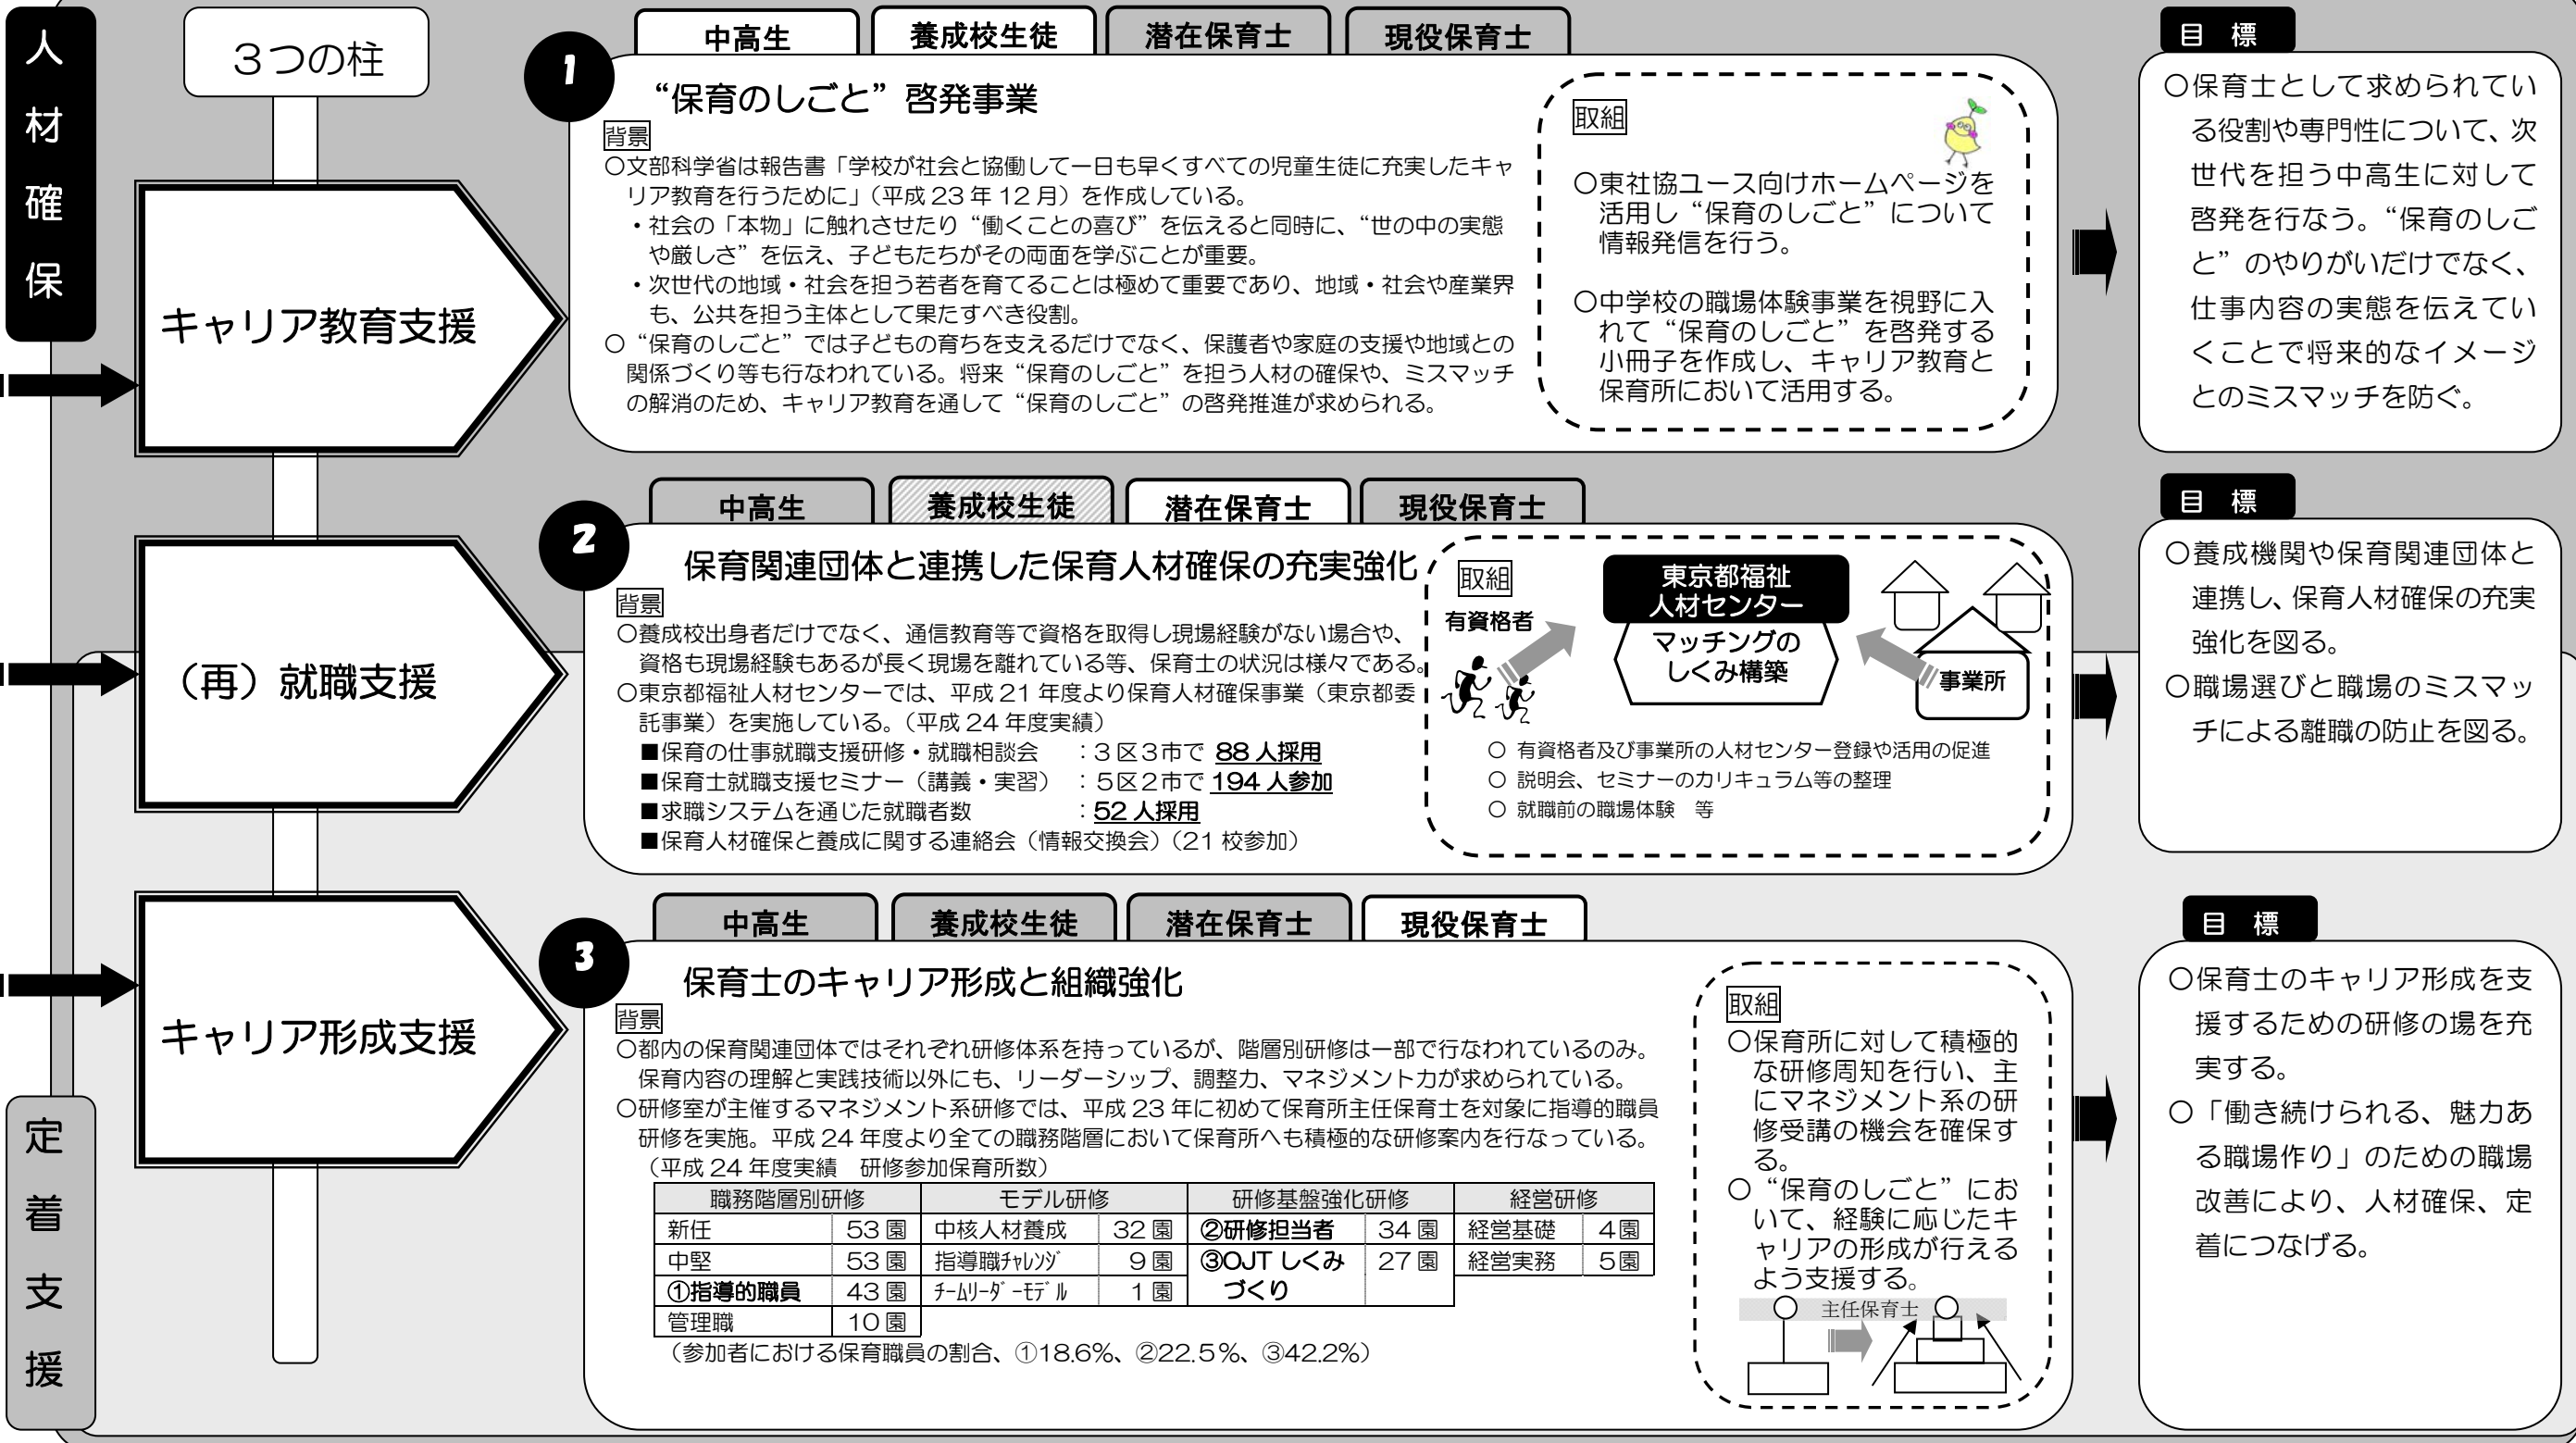 人材確保
3つの柱
キャリア教育支援
（再）就職支援
キャリア形成支援
定着支援
中高生 養成校生徒 潜在保育士 現役保育士
1
“保育のしごと”啓発事業
背景
○文部科学省は報告書「学校が社会と協働して一日も早くすべての児童生徒に充実したキャ
リア教育を行うために」（平成23年12月）を作成している。
・社会の「本物」に触れさせたり“働くことの喜び”を伝えると同時に、“世の中の実態
や厳しさ”を伝え、子どもたちがその両面を学ぶことが重要。
・次世代の地域・社会を担う若者を育てることは極めて重要であり、地域・社会や産業界
も、公共を担う主体として果たすべき役割。
○“保育のしごと”では子どもの育ちを支えるだけでなく、保護者や家庭の支援や地域との
関係づくり等も行なわれている。将来“保育のしごと”を担う人材の確保や、ミスマッチ
の解消のため、キャリア教育を通して“保育のしごと”の啓発推進が求められる。
取組
○東社協ユース向けホームページを
活用し“保育のしごと”について
情報発信を行う。
○中学校の職場体験事業を視野に入
れて“保育のしごと”を啓発する
小冊子を作成し、キャリア教育と
保育所において活用する。
目 標
○保育士として求められてい
る役割や専門性について、次
世代を担う中高生に対して
啓発を行なう。“保育のしご
と”のやりがいだけでなく、
仕事内容の実態を伝えてい
くことで将来的なイメージ
とのミスマッチを防ぐ。
中高生 養成校生徒 潜在保育士 現役保育士
2
保育関連団体と連携した保育人材確保の充実強化
背景
○養成校出身者だけでなく、通信教育等で資格を取得し現場経験がない場合や、
資格も現場経験もあるが長く現場を離れている等、保育士の状況は様々である。
○東京都福祉人材センターでは、平成21年度より保育人材確保事業（東京都委
託事業）を実施している。（平成24年度実績）
■保育の仕事就職支援研修・就職相談会 ：3区3市で 88人採用
■保育士就職支援セミナー（講義・実習） ：5区2市で 194人参加
■求職システムを通じた就職者数 ：52人採用
■保育人材確保と養成に関する連絡会（情報交換会）（21校参加）
取組
有資格者
東京都福祉
人材センター
マッチングの
しくみ構築
事業所
○ 有資格者及び事業所の人材センター登録や活用の促進
○ 説明会、セミナーのカリキュラム等の整理
○ 就職前の職場体験 等
目 標
○養成機関や保育関連団体と
連携し、保育人材確保の充実
強化を図る。
○職場選びと職場のミスマッ
チによる離職の防止を図る。
中高生 養成校生徒 潜在保育士 現役保育士
3
保育士のキャリア形成と組織強化
背景
○都内の保育関連団体ではそれぞれ研修体系を持っているが、階層別研修は一部で行なわれているのみ。
保育内容の理解と実践技術以外にも、リーダーシップ、調整力、マネジメント力が求められている。
○研修室が主催するマネジメント系研修では、平成23年に初めて保育所主任保育士を対象に指導的職員
研修を実施。平成24年度より全ての職務階層において保育所へも積極的な研修案内を行なっている。
（平成24年度実績 研修参加保育所数）
職務階層別研修 モデル研修 研修基盤強化研修 経営研修
新任 53園 中核人材養成 32園 ②研修担当者 34園 経営基礎 4園
中堅 53園 指導職ﾁｬﾚﾝｼﾞ 9園 ③OJTしくみ 27園 経営実務 5園
①指導的職員 43園 ﾁｰﾑﾘｰﾀﾞｰﾓﾃﾞﾙ 1園 づくり
管理職 10園
（参加者における保育職員の割合、①18.6%、②22.5%、③42.2%）
取組
○保育所に対して積極的
な研修周知を行い、主
にマネジメント系の研
修受講の機会を確保す
る。
○“保育のしごと”にお
いて、経験に応じたキ
ャリアの形成が行える
よう支援する。
主任保育士
目 標
○保育士のキャリア形成を支
援するための研修の場を充
実する。
○「働き続けられる、魅力あ
る職場作り」のための職場
改善により、人材確保、定
着につなげる。